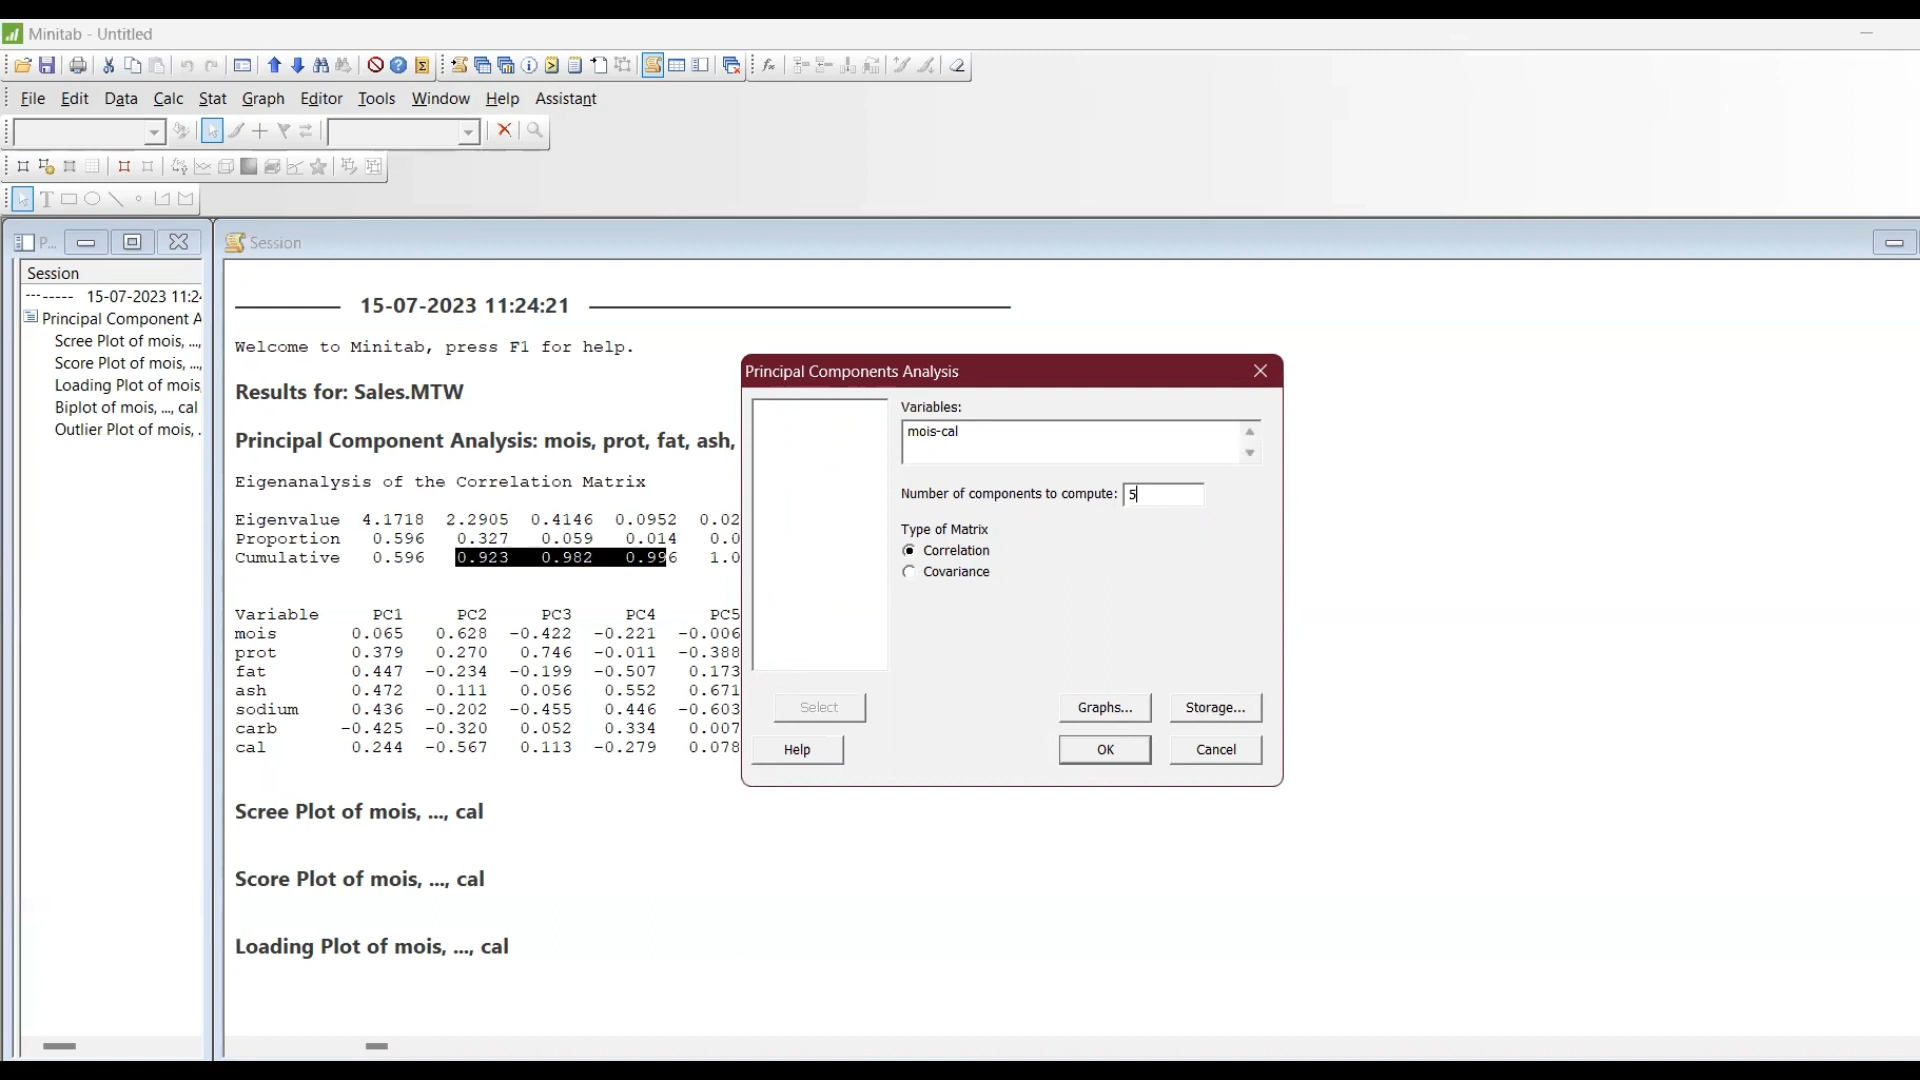 Minitab - Untitled
File Edit Data Calc Stat Graph Editor Tools Window Help Assistant
P...
Session
Session
------- 15-07-2023 11:2
Principal Component A
Scree Plot of mois, ...,
Score Plot of mois, ...,
Loading Plot of mois,
Biplot of mois, ..., cal
Outlier Plot of mois, .
15-07-2023 11:24:21
Welcome to Minitab, press F1 for help.
Results for: Sales.MTW
Principal Component Analysis: mois, prot, fat, ash,
Eigenanalysis of the Correlation Matrix
Eigenvalue 4.1718 2.2905 0.4146 0.0952 0.02
Proportion 0.596 0.327 0.059 0.014 0.0
Cumulative 0.596 0.923 0.982 0.996 1.0
Variable PC1 PC2 PC3 PC4 PC5
mois 0.065 0.628 -0.422 -0.221 -0.006
prot 0.379 0.270 0.746 -0.011 -0.388
fat 0.447 -0.234 -0.199 -0.507 0.173
ash 0.472 0.111 0.056 0.552 0.671
sodium 0.436 -0.202 -0.455 0.446 -0.603
carb -0.425 -0.320 0.052 0.334 0.007
cal 0.244 -0.567 0.113 -0.279 0.078
Scree Plot of mois, ..., cal
Score Plot of mois, ..., cal
Loading Plot of mois, ..., cal
Principal Components Analysis
Variables:
mois-cal
Number of components to compute: 5
Type of Matrix
Correlation
Covariance
Select Graphs... Storage...
Help OK Cancel